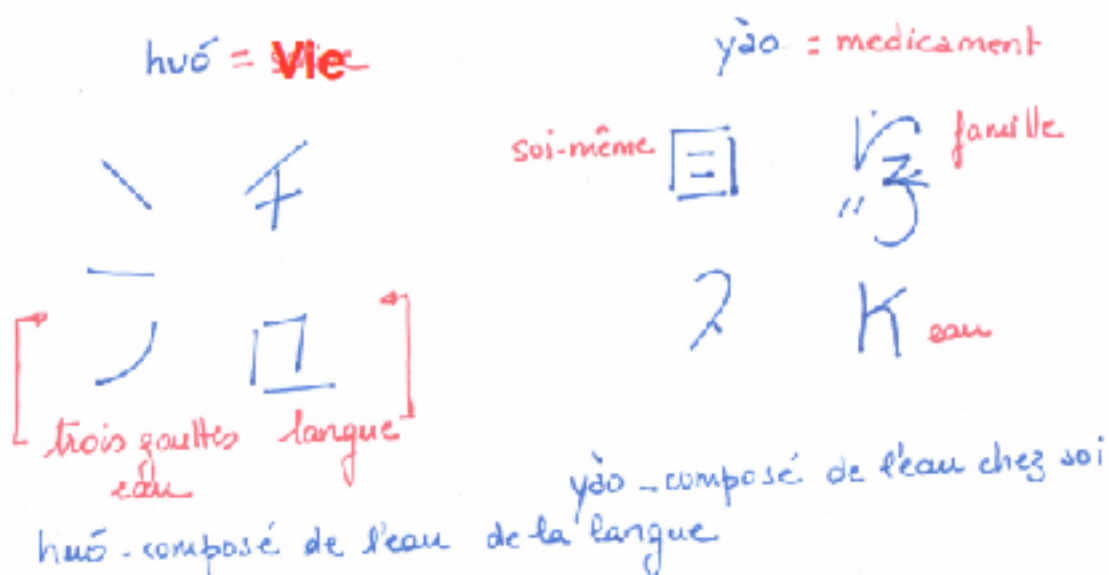 huó = Vie
yào = medicament
soi-même
famille
eau
trois gouttes langue
eau
yào - composé de l'eau chez soi
huó - composé de l'eau de la langue